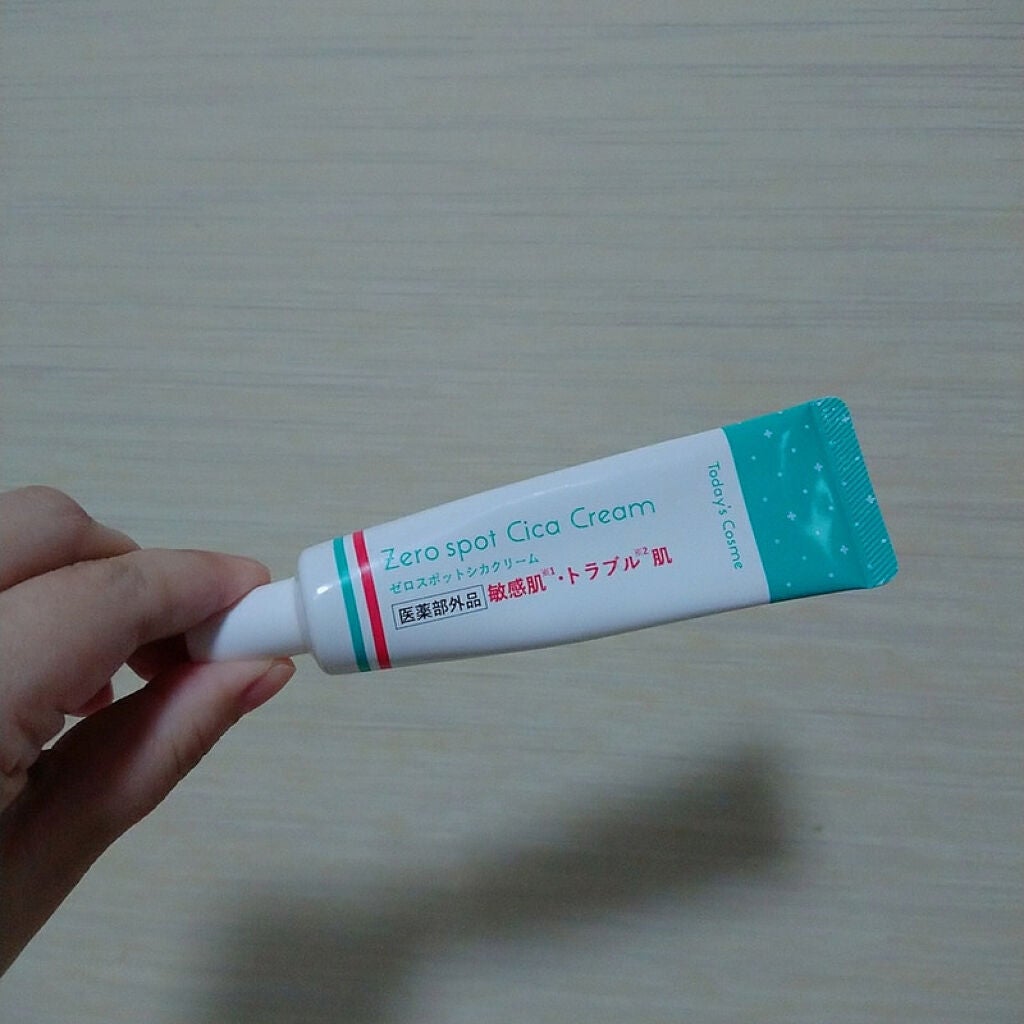 Zero spot Cica Cream
ゼロスポットシカクリーム
医薬部外品 敏感肌※1・トラブル※2肌
Today's Cosme